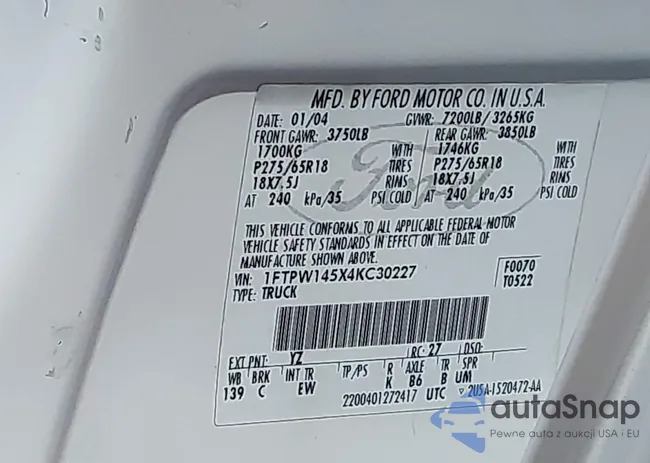 MFD. BY FORD MOTOR CO. IN U.S.A.
DATE: 01/04 GVWR: 7200LB/ 3265KG
FRONT GAWR: 3750LB REAR GAWR: 3850LB
1700KG WITH 1746KG WITH
P275/65R18 TIRES P275/65R18 TIRES
18X7.5J RIMS 18X7.5J RIMS
AT 240 kPa/35 PSI COLD AT 240 kPa/35 PSI COLD
Ford
THIS VEHICLE CONFORMS TO ALL APPLICABLE FEDERAL MOTOR
VEHICLE SAFETY STANDARDS IN EFFECT ON THE DATE OF
MANUFACTURE SHOWN ABOVE.
VIN: 1FTPW145X4KC30227 F0070
TYPE: TRUCK T0522
EXT PNT: YZ RC: 27 DSO:
WB BRK INT TR TP/PS R AXLE TR SPR
139 C EW K B6 B UM
2200401272417 UTC 2U5A-1520472-AA
autaSnap
Pewne auta z aukcji USA i EU